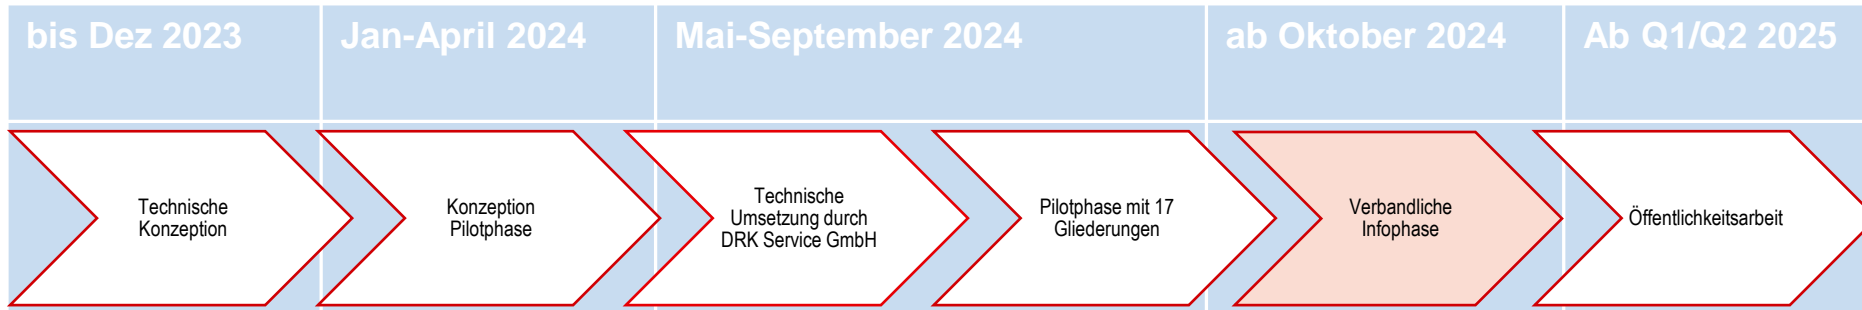 bis Dez 2023
Jan-April 2024
Mai-September 2024
ab Oktober 2024
Ab Q1/Q2 2025
Technische
Konzeption
Konzeption
Pilotphase
Technische
Umsetzung durch
DRK Service GmbH
Pilotphase mit 17
Gliederungen
Verbandliche
Infophase
Öffentlichkeitsarbeit